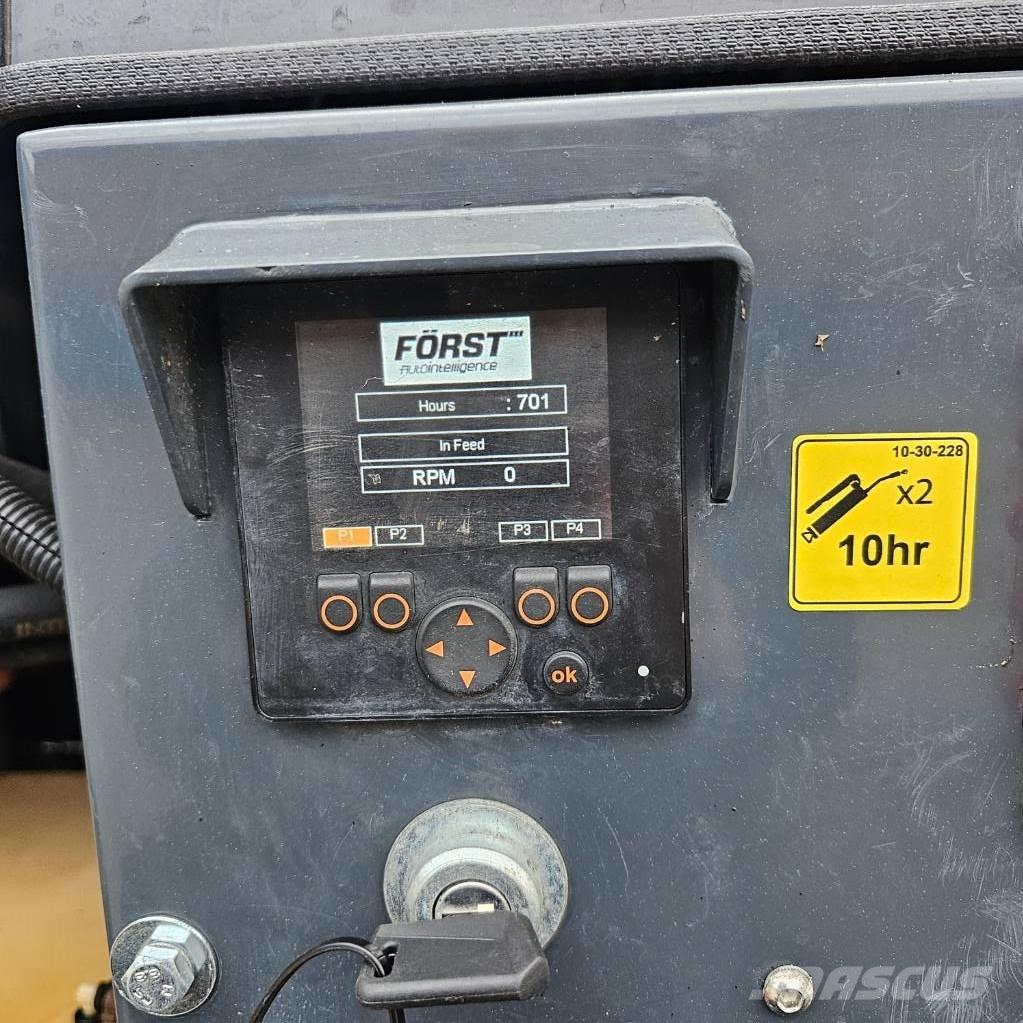 FÖRST
AutoIntelligence
Hours : 701
In Feed
RPM 0
P1 P2 P3 P4
ok
10-30-228
x2
10hr
MASCUS